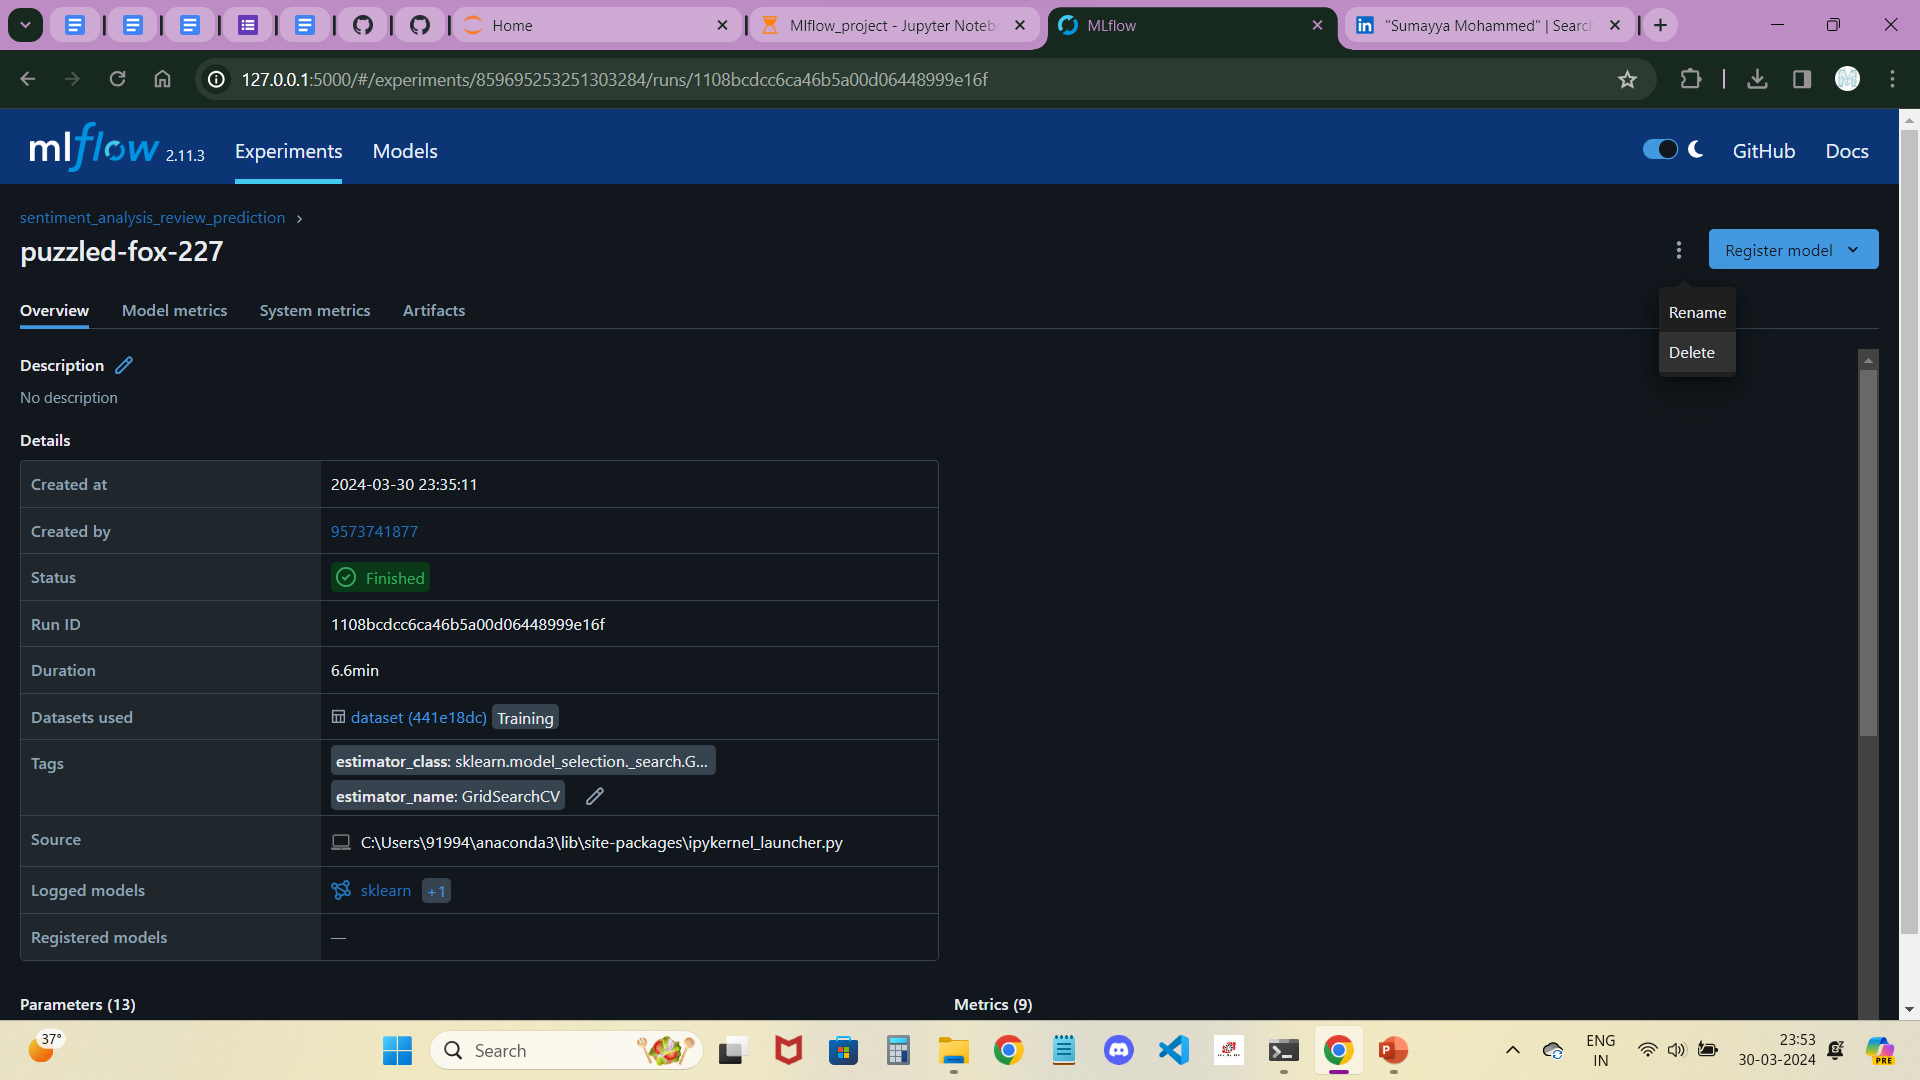 Home
Mlflow_project - Jupyter Noteb
MLflow
"Sumayya Mohammed" | Searc
127.0.0.1:5000/#/experiments/859695253251303284/runs/1108bcdcc6ca46b5a00d06448999e16f
mlflow 2.11.3 Experiments Models GitHub Docs
sentiment_analysis_review_prediction >
puzzled-fox-227
Register model
Rename
Delete
Overview Model metrics System metrics Artifacts
Description
No description
Details
Created at 2024-03-30 23:35:11
Created by 9573741877
Status Finished
Run ID 1108bcdcc6ca46b5a00d06448999e16f
Duration 6.6min
Datasets used dataset (441e18dc) Training
Tags estimator_class: sklearn.model_selection._search.G...
estimator_name: GridSearchCV
Source C:\Users\91994\anaconda3\lib\site-packages\ipykernel_launcher.py
Logged models sklearn +1
Registered models —
Parameters (13) Metrics (9)
37°
Search
ENG
IN
23:53
30-03-2024
PRE